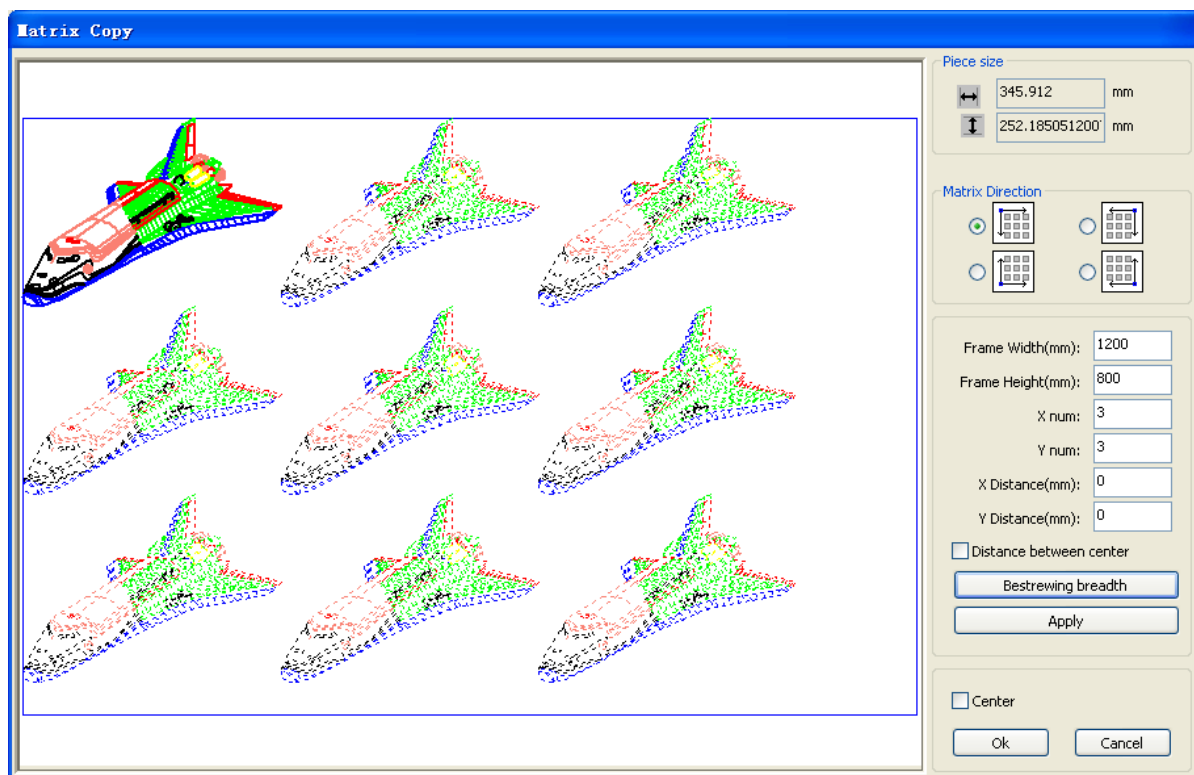 Matrix Copy
Piece size
345.912 mm
252.185051200 mm
Matrix Direction
Frame Width(mm): 1200
Frame Height(mm): 800
X num: 3
Y num: 3
X Distance(mm): 0
Y Distance(mm): 0
Distance between center
Bestrewing breadth
Apply
Center
Ok Cancel